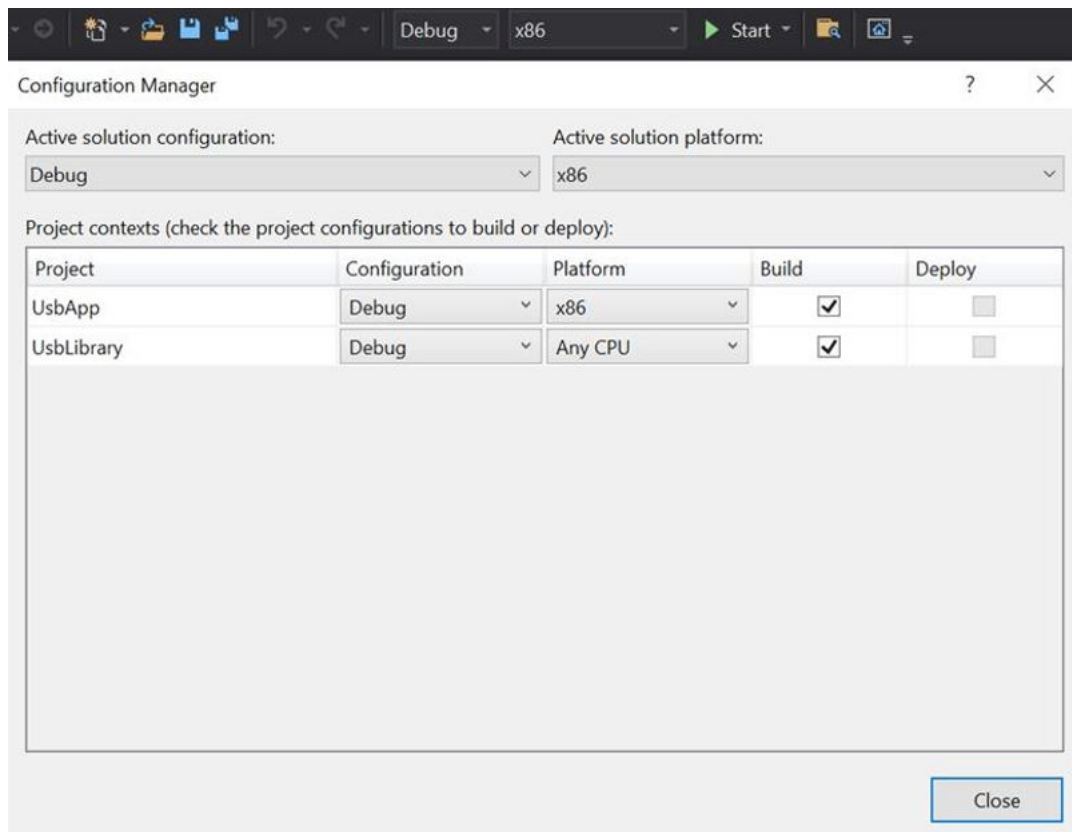 Debug x86 Start
Configuration Manager ?
Active solution configuration: Active solution platform:
Debug x86
Project contexts (check the project configurations to build or deploy):
Project Configuration Platform Build Deploy
UsbApp Debug x86
UsbLibrary Debug Any CPU
Close